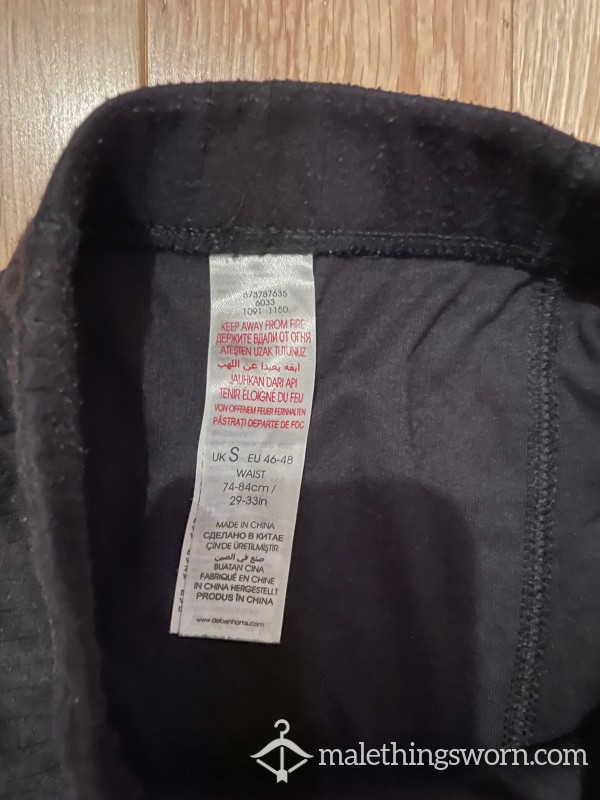 873787635
6033
1091 1150
KEEP AWAY FROM FIRE
ДЕРЖИТЕ ВДАЛИ ОТ ОГНЯ
ATEŞTEN UZAK TUTUNUZ
ابقه بعيدا عن اللهب
JAUHKAN DARI API
TENIR ÉLOIGNÉ DU FEU
VON OFFENEM FEUER FERNHALTEN
PĂSTRAŢI DEPARTE DE FOC
UK S EU 46-48
WAIST
74-84cm /
29-33in
MADE IN CHINA
СДЕЛАНО В КИТАЕ
ÇİN'DE ÜRETİLMİŞTİR
صنع في الصين
BUATAN CINA
FABRIQUÉ EN CHINE
IN CHINA HERGESTELLT
PRODUS ÎN CHINA
www.debenhams.com
malethingsworn.com